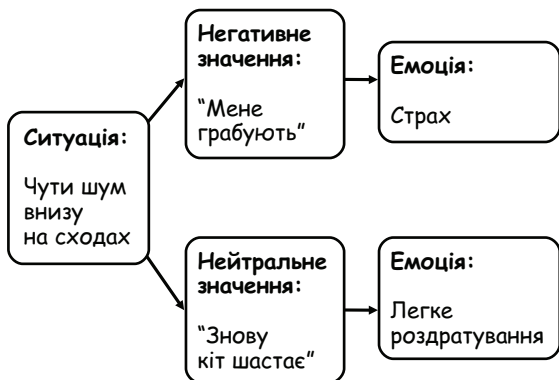 Ситуація:
Чути шум
внизу
на сходах
Негативне
значення:
“Мене
грабують”
Емоція:
Страх
Нейтральне
значення:
“Знову
кіт шастає”
Емоція:
Легке
роздратування